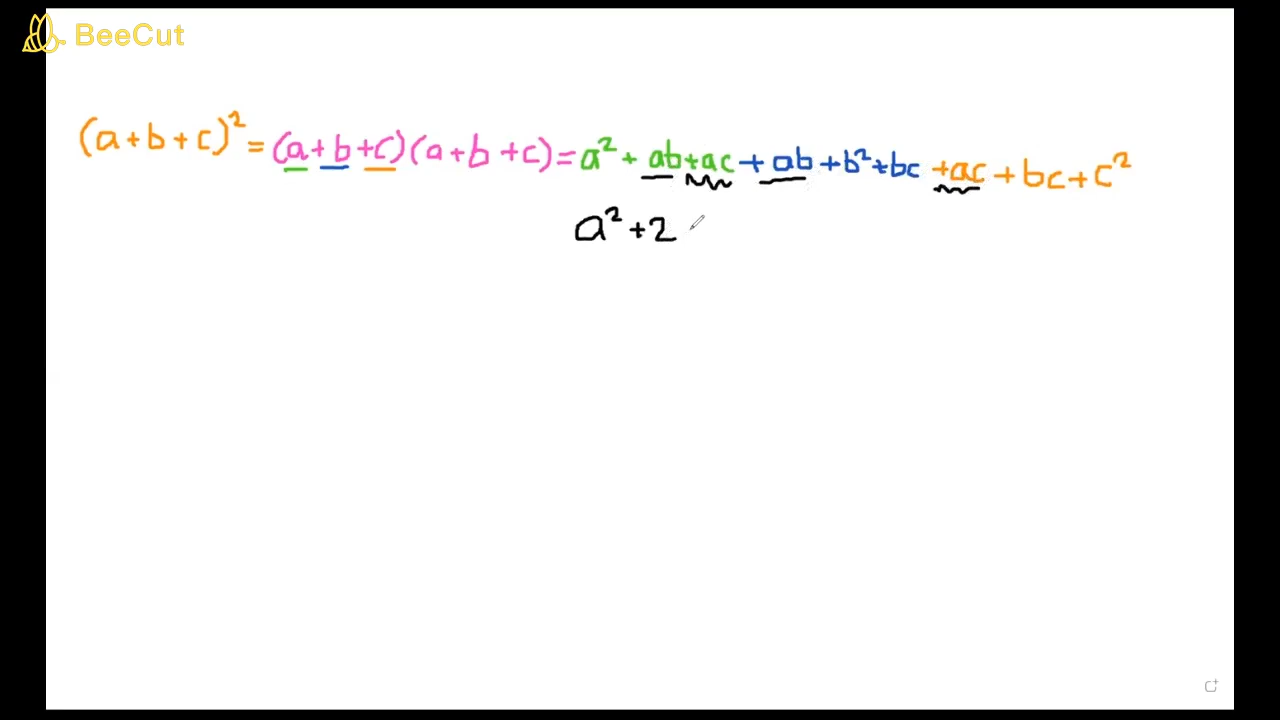 BeeCut
(a+b+c)² = (a+b+c)(a+b+c) = a² + ab+ac + ab +b²+bc +ac + bc+c²
a² +2